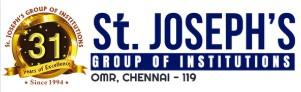 St. JOSEPH'S GROUP OF INSTITUTIONS
31
Years of Excellence
• Since 1994 •
St. JOSEPH'S
GROUP OF INSTITUTIONS
OMR, CHENNAI - 119